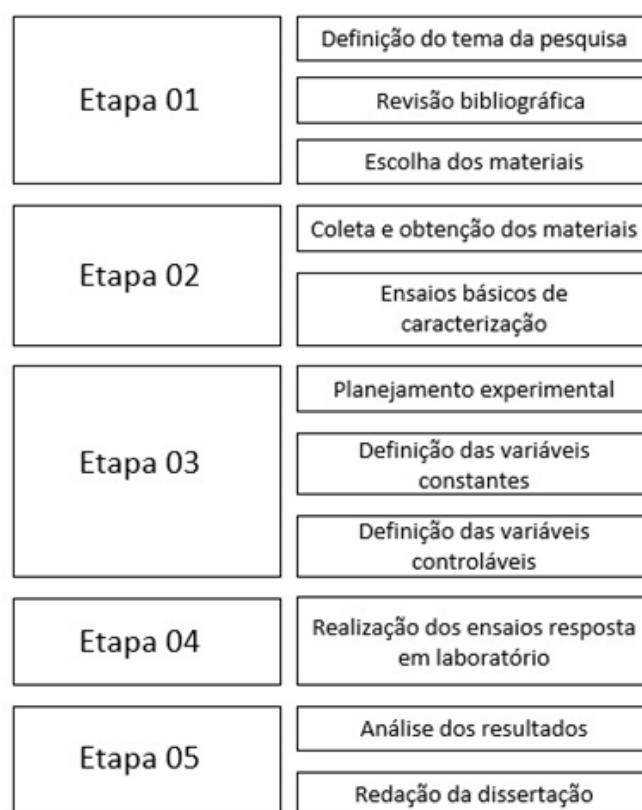 Etapa 01
Definição do tema da pesquisa
Revisão bibliográfica
Escolha dos materiais
Etapa 02
Coleta e obtenção dos materiais
Ensaios básicos de
caracterização
Etapa 03
Planejamento experimental
Definição das variáveis
constantes
Definição das variáveis
controláveis
Etapa 04
Realização dos ensaios resposta
em laboratório
Etapa 05
Análise dos resultados
Redação da dissertação